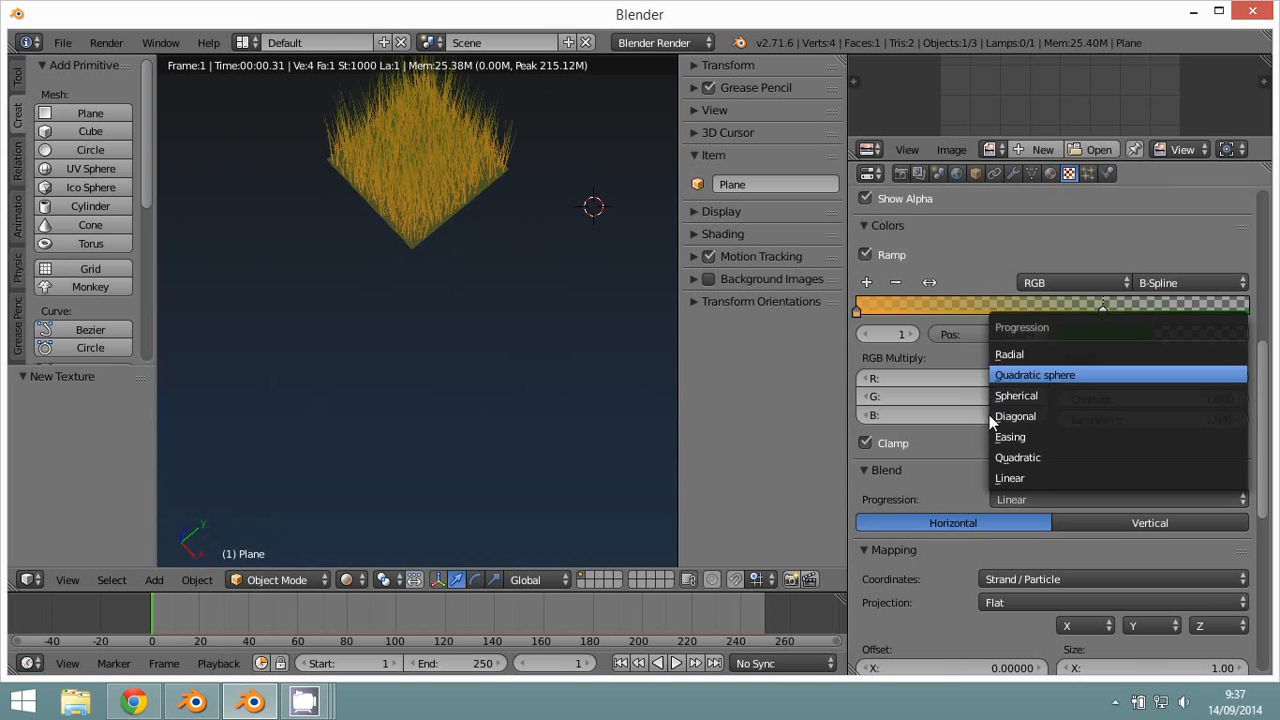 Blender
File Render Window Help Default Scene Blender Render v2.71.6 | Verts:4 | Faces:1 | Tris:2 | Objects:1/3 | Lamps:0/1 | Mem:25.40M | Plane
Frame:1 | Time:00:00.31 | Ve:4 Fa:1 St:1000 La:1 | Mem:25.38M (0.00M, Peak 215.12M)
Tool
Creat
Relation
Animatio
Physic
Grease Penc
Add Primitive
Mesh:
Plane
Cube
Circle
UV Sphere
Ico Sphere
Cylinder
Cone
Torus
Grid
Monkey
Curve:
Bezier
Circle
New Texture
x
y
(1) Plane
Transform
Grease Pencil
View
3D Cursor
Item
Plane
Display
Shading
Motion Tracking
Background Images
Transform Orientations
View Image New Open View
Show Alpha
Colors
Ramp
RGB B-Spline
1 Pos:
RGB Multiply:
R:
G:
B:
Clamp
Progression
Radial
Quadratic sphere
Spherical
Diagonal
Easing
Quadratic
Linear
Blend
Progression: Linear
Horizontal Vertical
Mapping
Coordinates: Strand / Particle
Projection: Flat
X Y Z
Offset: Size:
X: 0.00000 X: 1.00
View Select Add Object Object Mode Global
-40 -20 0 20 40 60 80 100 120 140 160 180 200 220 240 260
View Marker Frame Playback Start: 1 End: 250 1 No Sync
9:37
14/09/2014